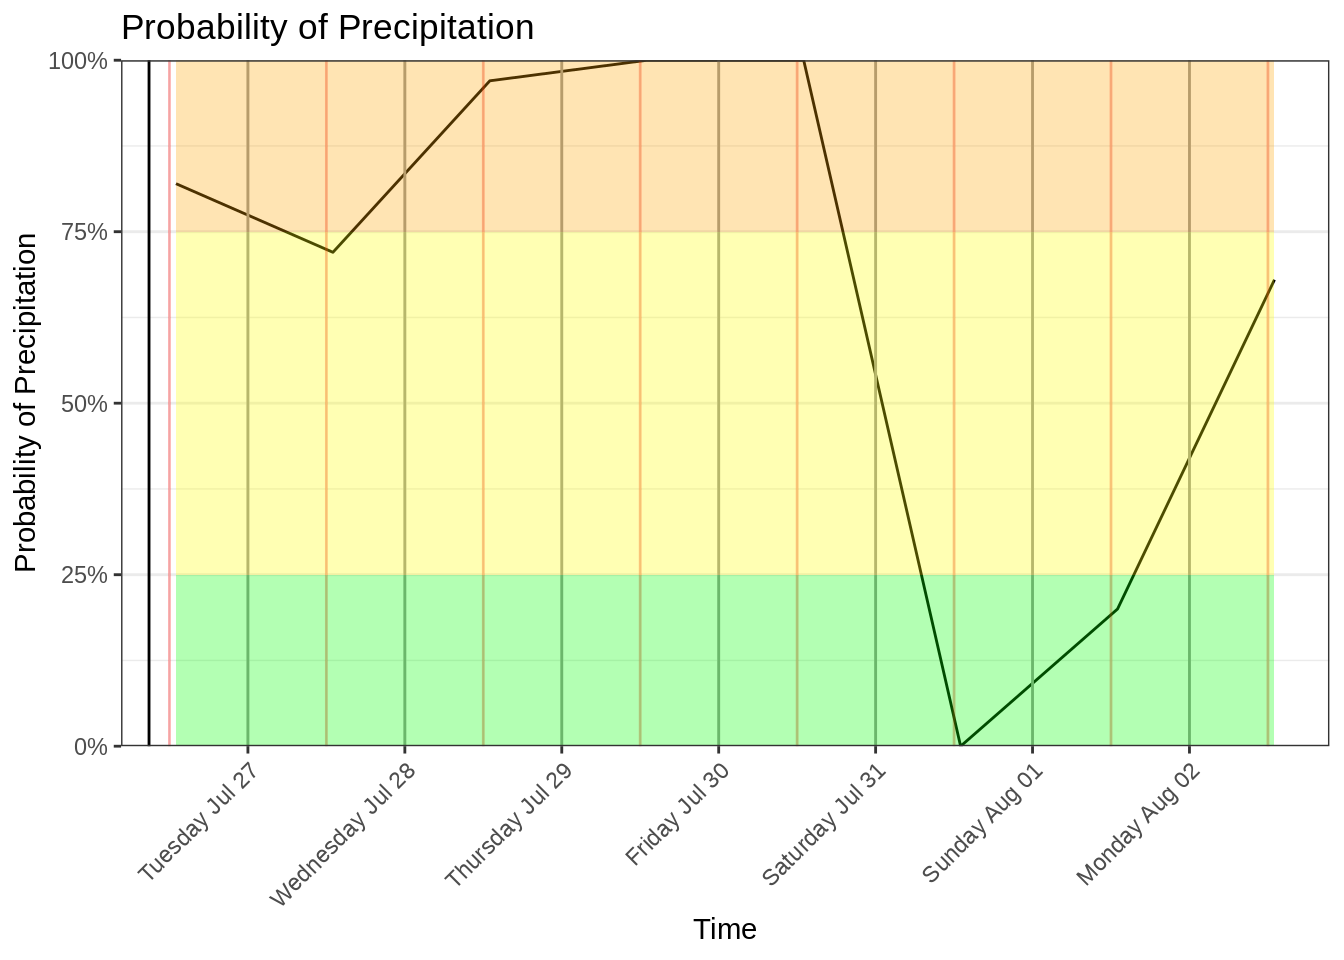 Probability of Precipitation
Probability of Precipitation
100%
75%
50%
25%
0%
Tuesday Jul 27
Wednesday Jul 28
Thursday Jul 29
Friday Jul 30
Saturday Jul 31
Sunday Aug 01
Monday Aug 02
Time